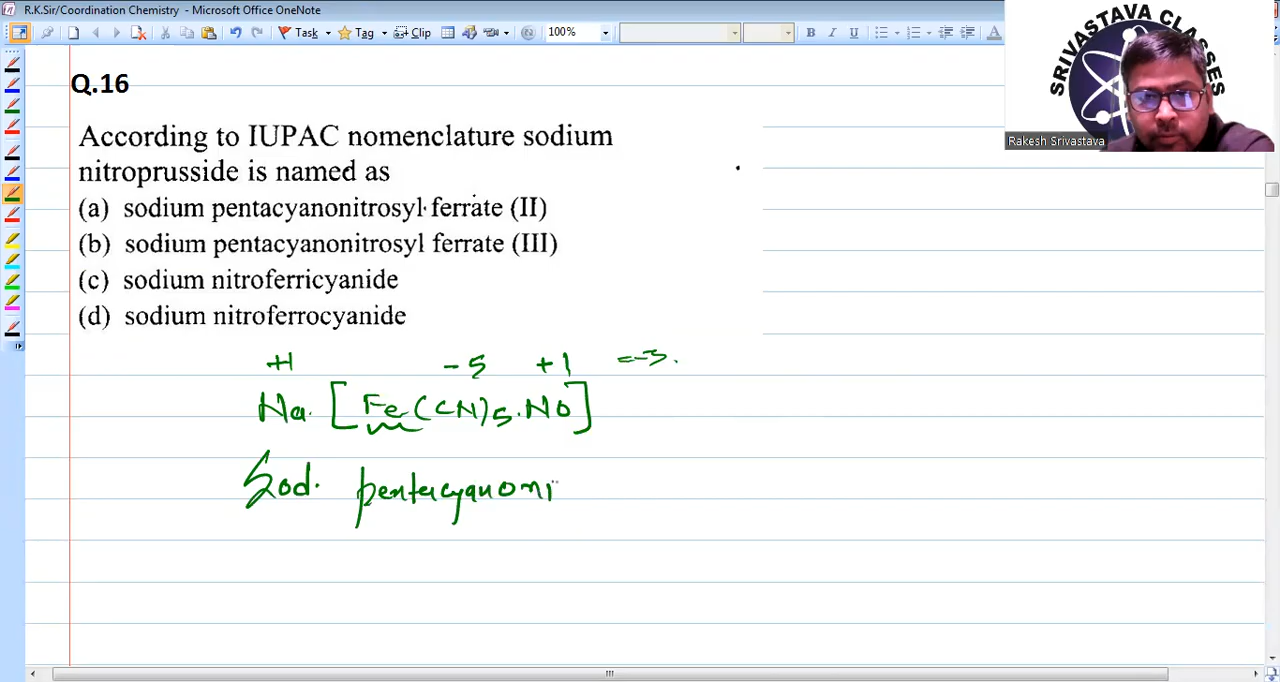 R.K.Sir/Coordination Chemistry - Microsoft Office OneNote
Task Tag Clip 100% B I U A
SRIVASTAVA CLASSES
Rakesh Srivastava
Q.16
According to IUPAC nomenclature sodium
nitroprusside is named as
(a) sodium pentacyanonitrosyl ferrate (II)
(b) sodium pentacyanonitrosyl ferrate (III)
(c) sodium nitroferricyanide
(d) sodium nitroferrocyanide
+1 -5 +1 =-3.
Na. [Fe(CN)5.NO]
Sod. pentacyanoni